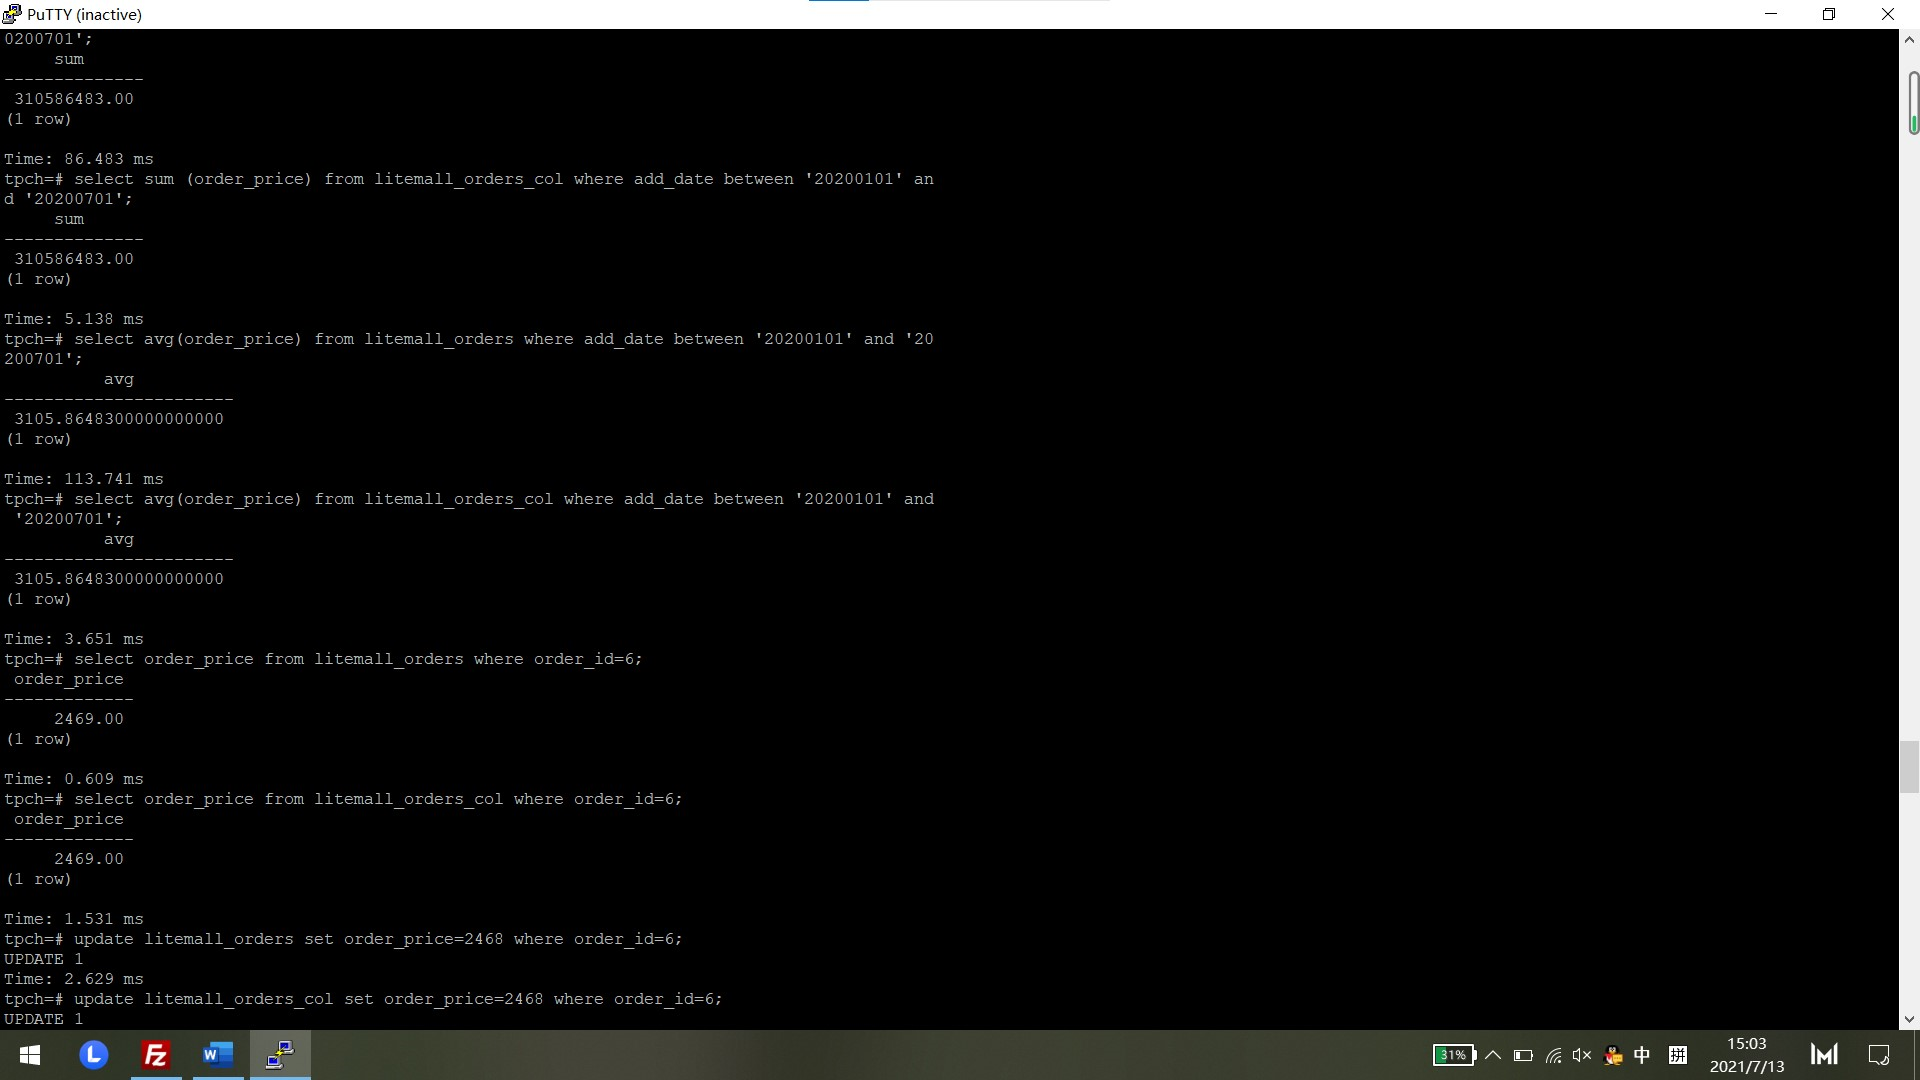 PuTTY (inactive)
0200701';
sum
--------------
310586483.00
(1 row)
Time: 86.483 ms
tpch=# select sum (order_price) from litemall_orders_col where add_date between '20200101' an
d '20200701';
sum
--------------
310586483.00
(1 row)
Time: 5.138 ms
tpch=# select avg(order_price) from litemall_orders where add_date between '20200101' and '20
200701';
avg
-----------------------
3105.8648300000000000
(1 row)
Time: 113.741 ms
tpch=# select avg(order_price) from litemall_orders_col where add_date between '20200101' and
'20200701';
avg
-----------------------
3105.8648300000000000
(1 row)
Time: 3.651 ms
tpch=# select order_price from litemall_orders where order_id=6;
order_price
-------------
2469.00
(1 row)
Time: 0.609 ms
tpch=# select order_price from litemall_orders_col where order_id=6;
order_price
-------------
2469.00
(1 row)
Time: 1.531 ms
tpch=# update litemall_orders set order_price=2468 where order_id=6;
UPDATE 1
Time: 2.629 ms
tpch=# update litemall_orders_col set order_price=2468 where order_id=6;
UPDATE 1
L
FZ
W
31%
中
拼
15:03
2021/7/13
M